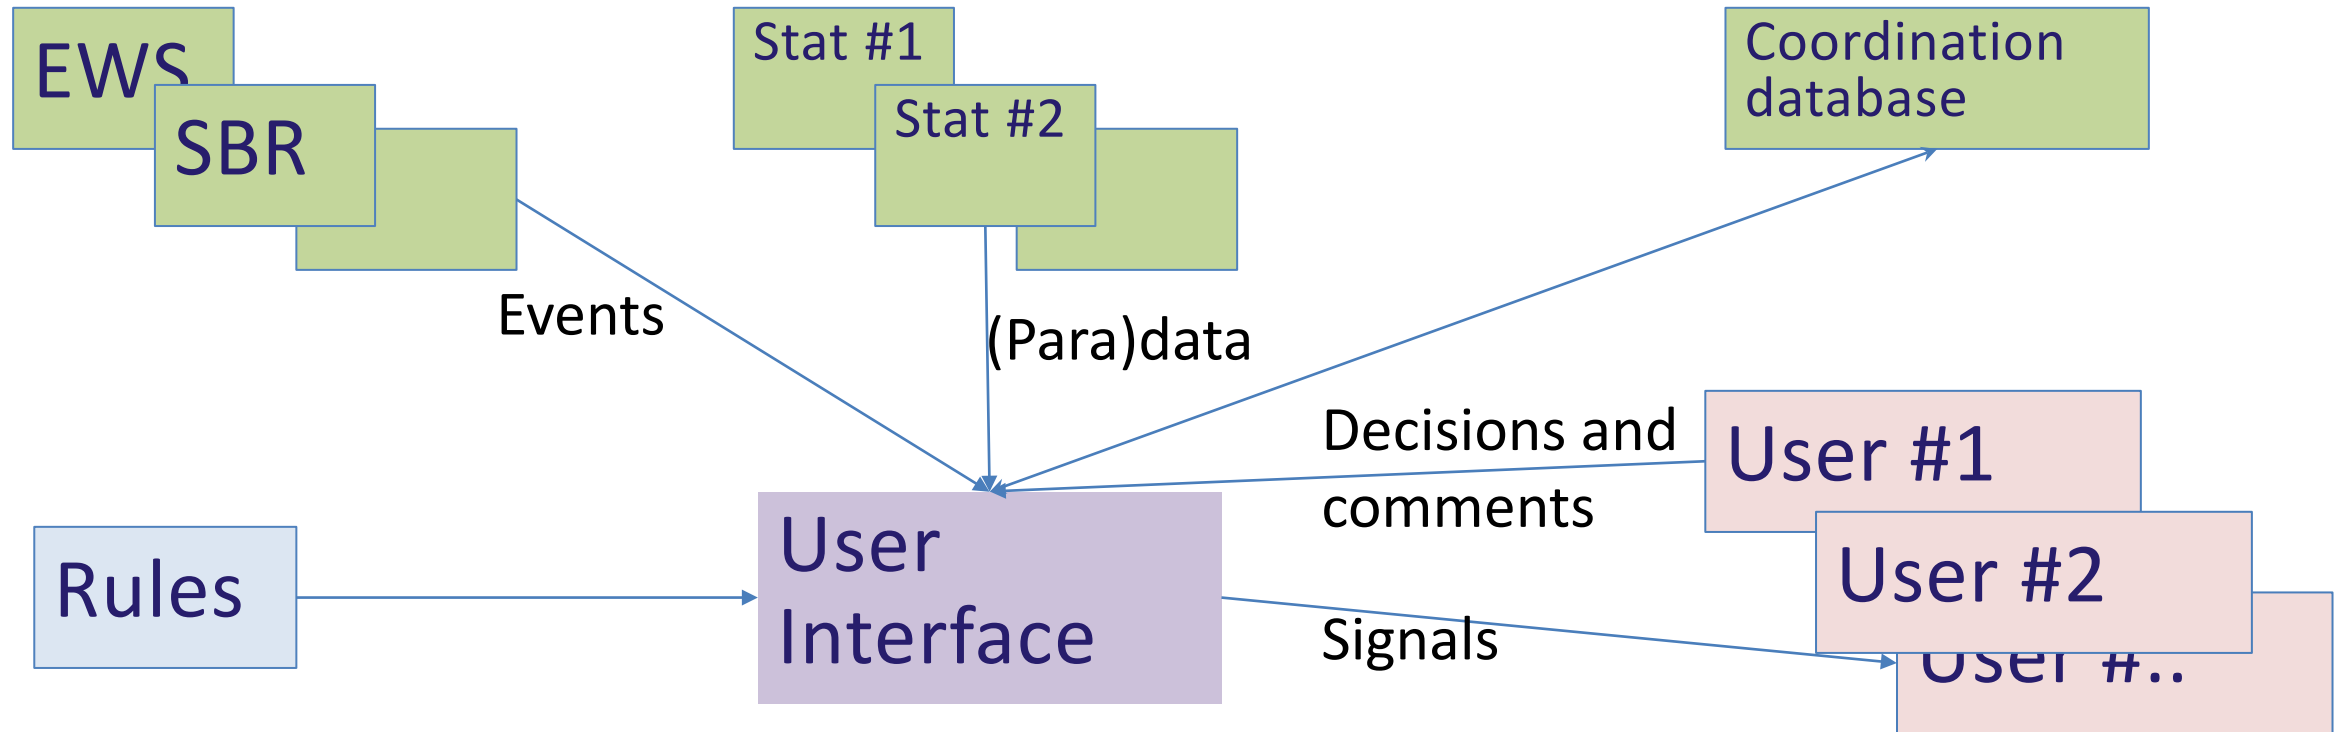 EWS
SBR
Stat #1
Stat #2
Coordination
database
Events
(Para)data
Decisions and
comments
User #1
User #2
User #..
Rules
User
Interface
Signals